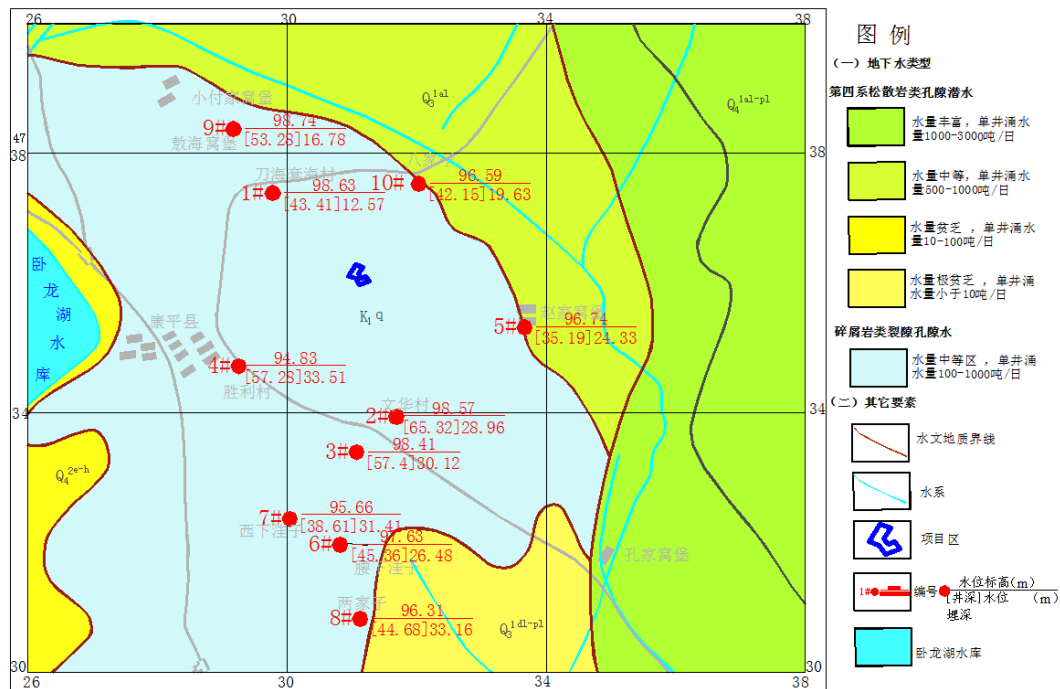 26 30 34 38
Q₃¹ᵃˡ
Q₄¹ᵃˡ⁻ᵖˡ
小付家窝堡
9# 98.74
[53.28]16.78
敖海窝堡
47
38 38
八家子
刀海套海村
1# 98.63
[43.41]12.57
10# 96.59
[42.15]19.63
卧龙湖水库
K₁q
康平县
赵家窝堡
5# 96.74
[35.19]24.33
4# 94.83
[57.28]33.51
胜利村
34 34
文华村
2# 98.57
[65.32]28.96
3# 98.41
[57.4]30.12
Q₄²ᵉ⁻ʰ
7# 95.66
[38.61]31.41
西下洼子
6# 97.63
[45.36]26.48
腰下洼子
孔家窝堡
两家子
8# 96.31
[44.68]33.16
Q₃¹ᵈˡ⁻ᵖˡ
30 30
26 30 34 38
图 例
(一)地下水类型
第四系松散岩类孔隙潜水
水量丰富,单井涌水
量1000-3000吨/日
水量中等,单井涌水
量500-1000吨/日
水量贫乏 ,单井涌水
量10-100吨/日
水量极贫乏 ,单井涌
水量小于10吨/日
碎屑岩类裂隙孔隙水
水量中等区 ,单井涌
水量100-1000吨/日
(二)其它要素
水文地质界线
水系
项目区
1# 编号 水位标高(m)
[井深]水位 (m)
埋深
卧龙湖水库